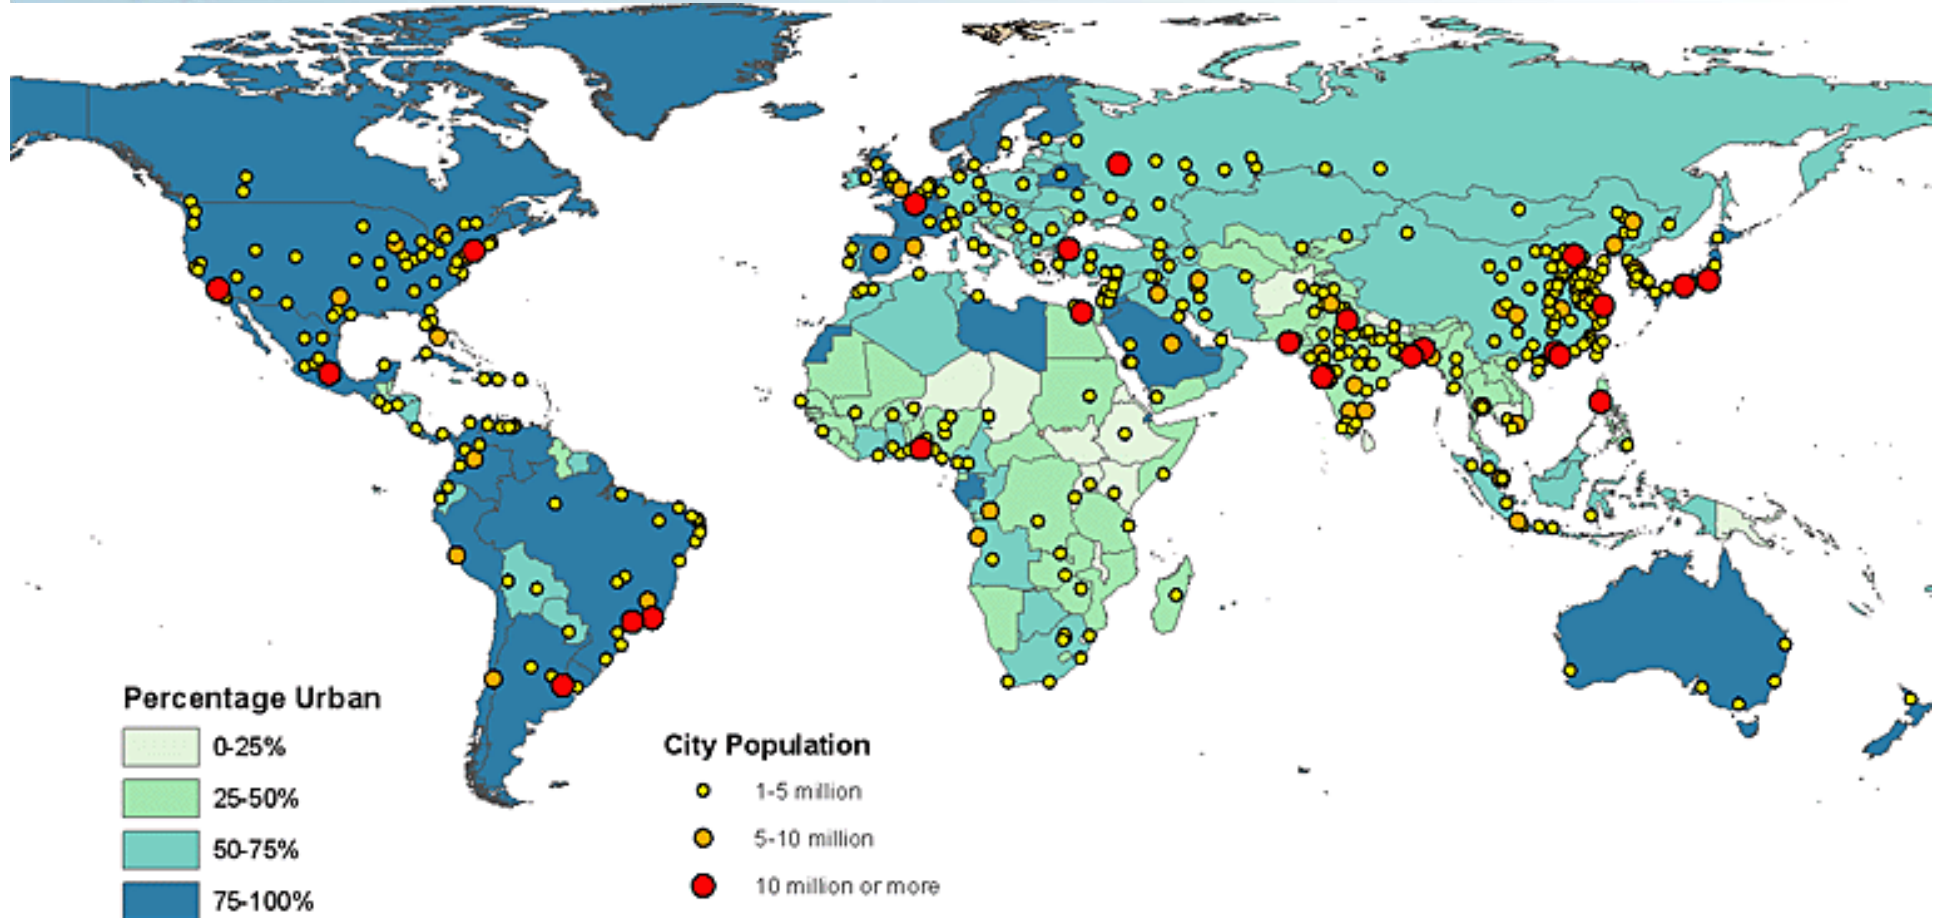 Percentage Urban
0-25%
25-50%
50-75%
75-100%
City Population
1-5 million
5-10 million
10 million or more